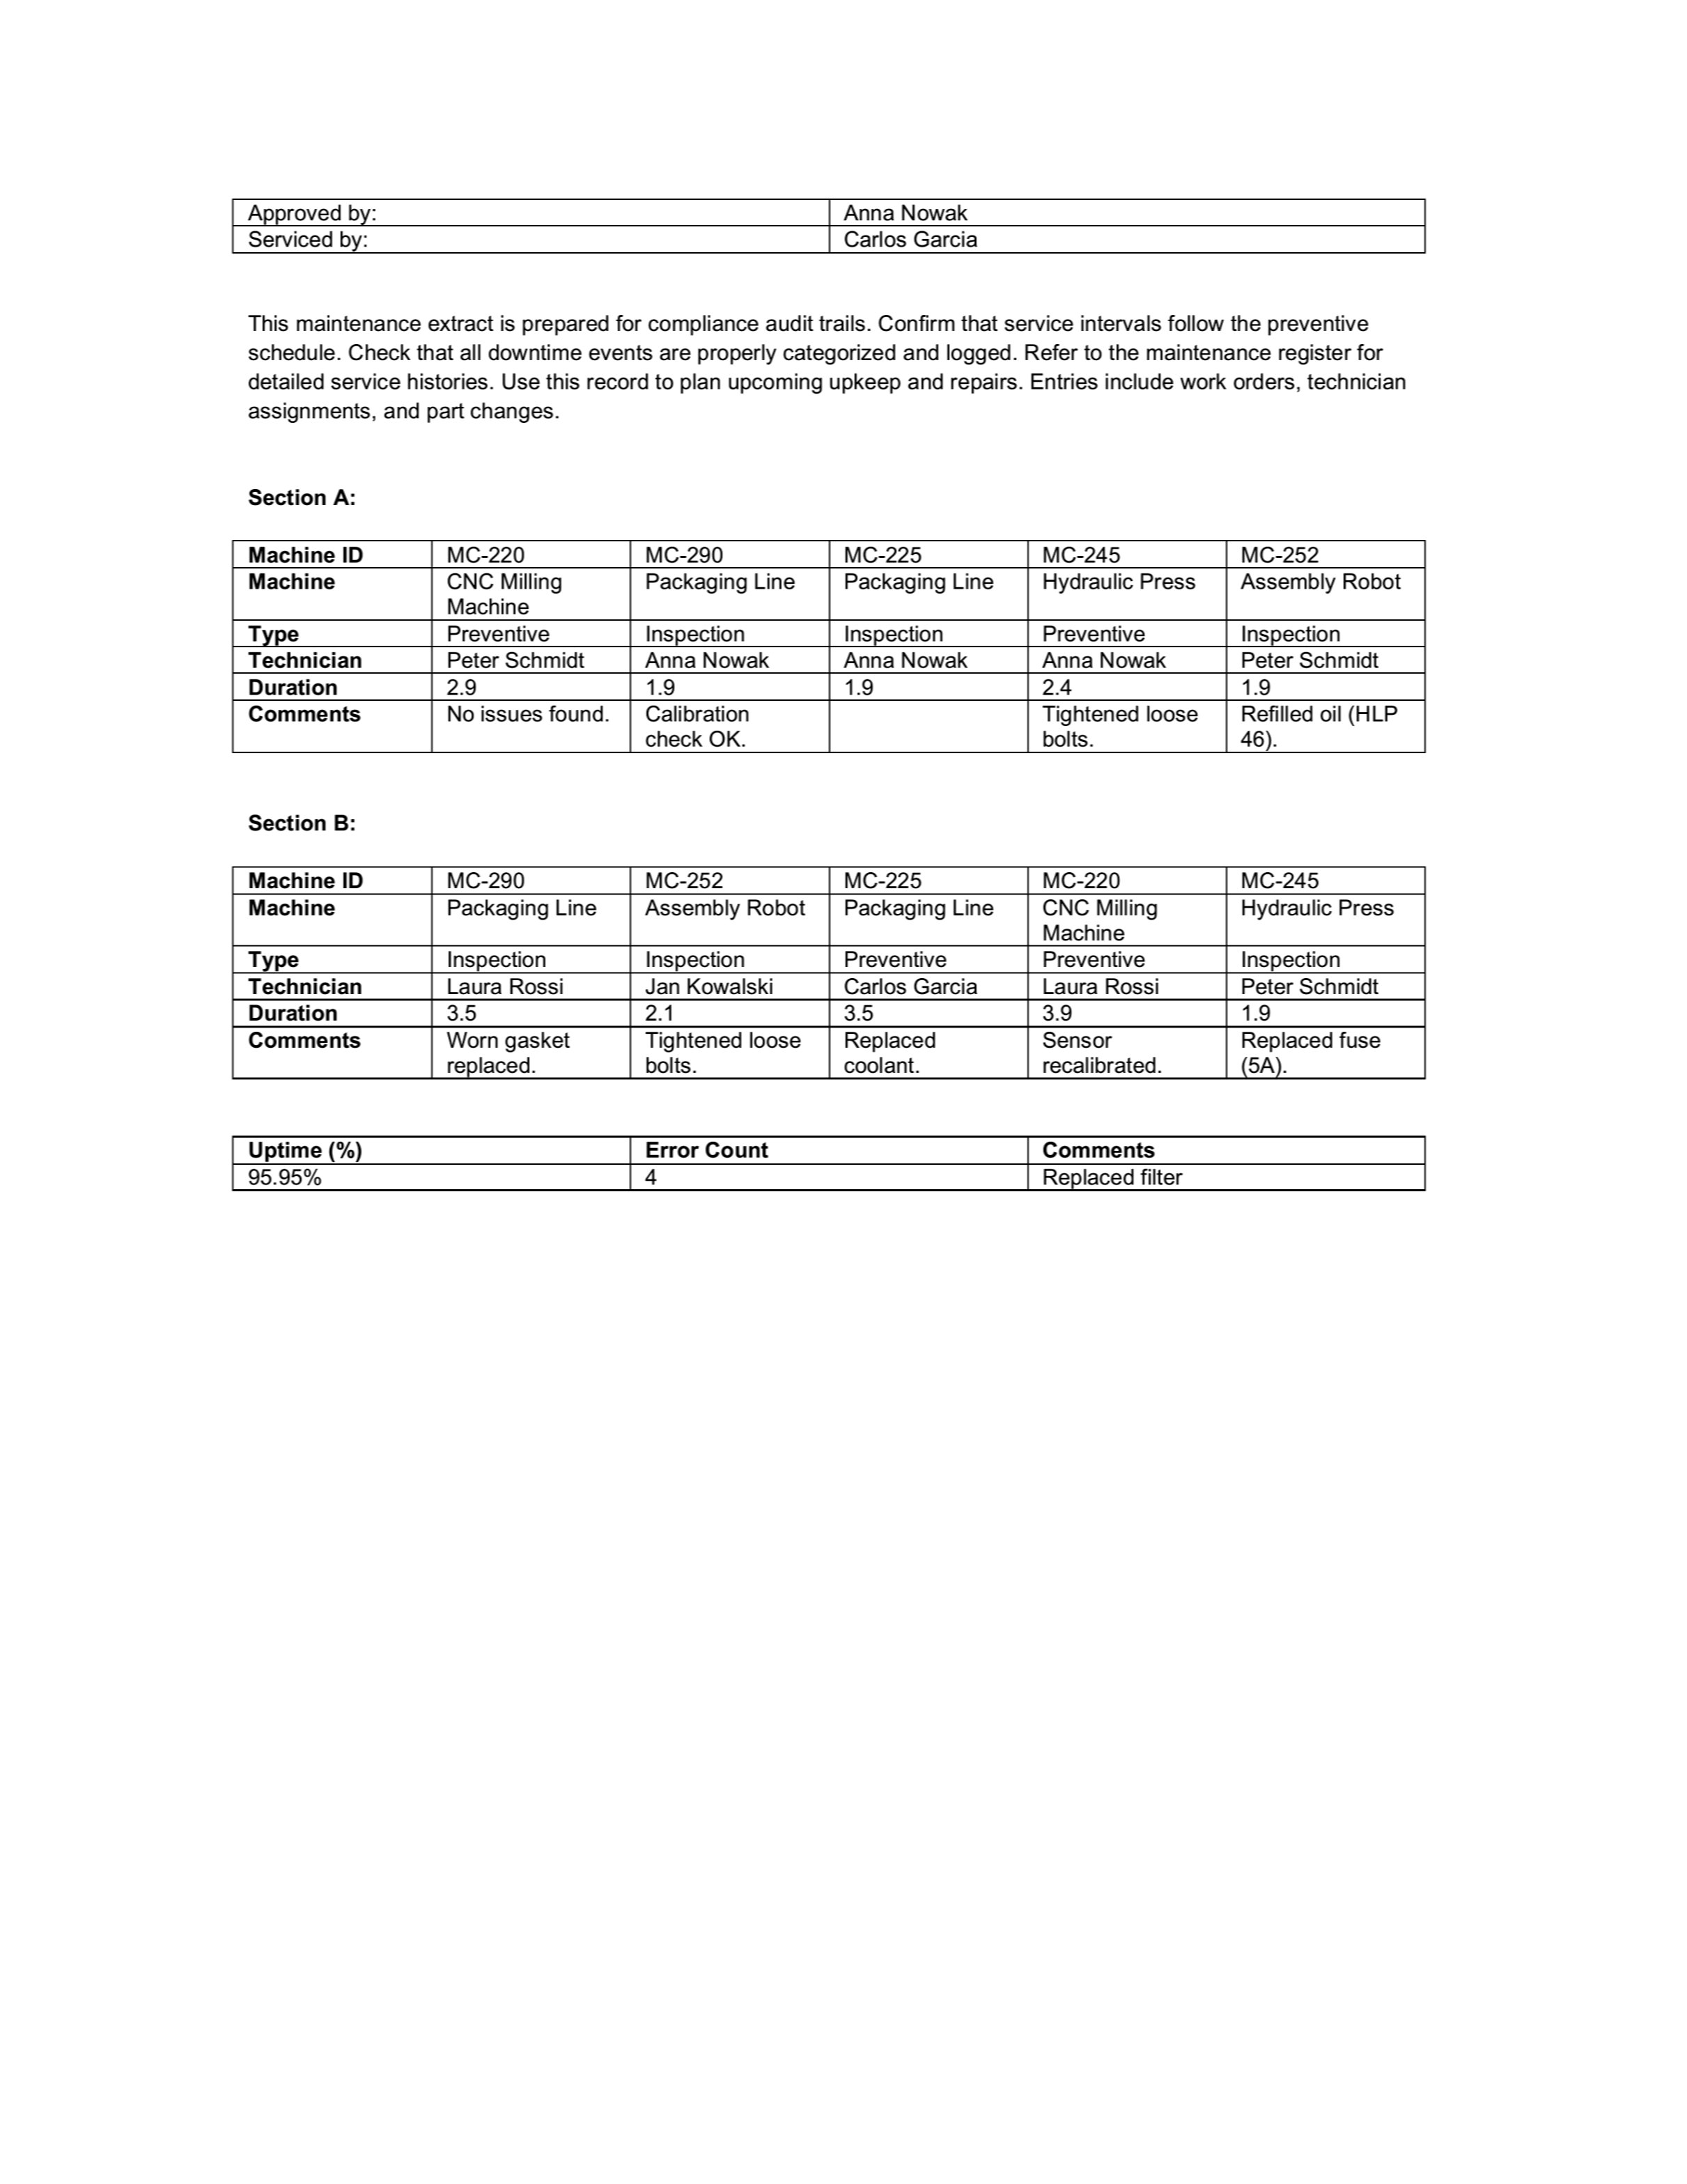 Approved by: Anna Nowak
Serviced by: Carlos Garcia
This maintenance extract is prepared for compliance audit trails. Confirm that service intervals follow the preventive
schedule. Check that all downtime events are properly categorized and logged. Refer to the maintenance register for
detailed service histories. Use this record to plan upcoming upkeep and repairs. Entries include work orders, technician
assignments, and part changes.
Section A:
Machine ID MC-220 MC-290 MC-225 MC-245 MC-252
Machine CNC Milling Packaging Line Packaging Line Hydraulic Press Assembly Robot
Machine
Type Preventive Inspection Inspection Preventive Inspection
Technician Peter Schmidt Anna Nowak Anna Nowak Anna Nowak Peter Schmidt
Duration 2.9 1.9 1.9 2.4 1.9
Comments No issues found. Calibration Tightened loose Refilled oil (HLP
check OK. bolts. 46).
Section B:
Machine ID MC-290 MC-252 MC-225 MC-220 MC-245
Machine Packaging Line Assembly Robot Packaging Line CNC Milling Hydraulic Press
Machine
Type Inspection Inspection Preventive Preventive Inspection
Technician Laura Rossi Jan Kowalski Carlos Garcia Laura Rossi Peter Schmidt
Duration 3.5 2.1 3.5 3.9 1.9
Comments Worn gasket Tightened loose Replaced Sensor Replaced fuse
replaced. bolts. coolant. recalibrated. (5A).
Uptime (%) Error Count Comments
95.95% 4 Replaced filter